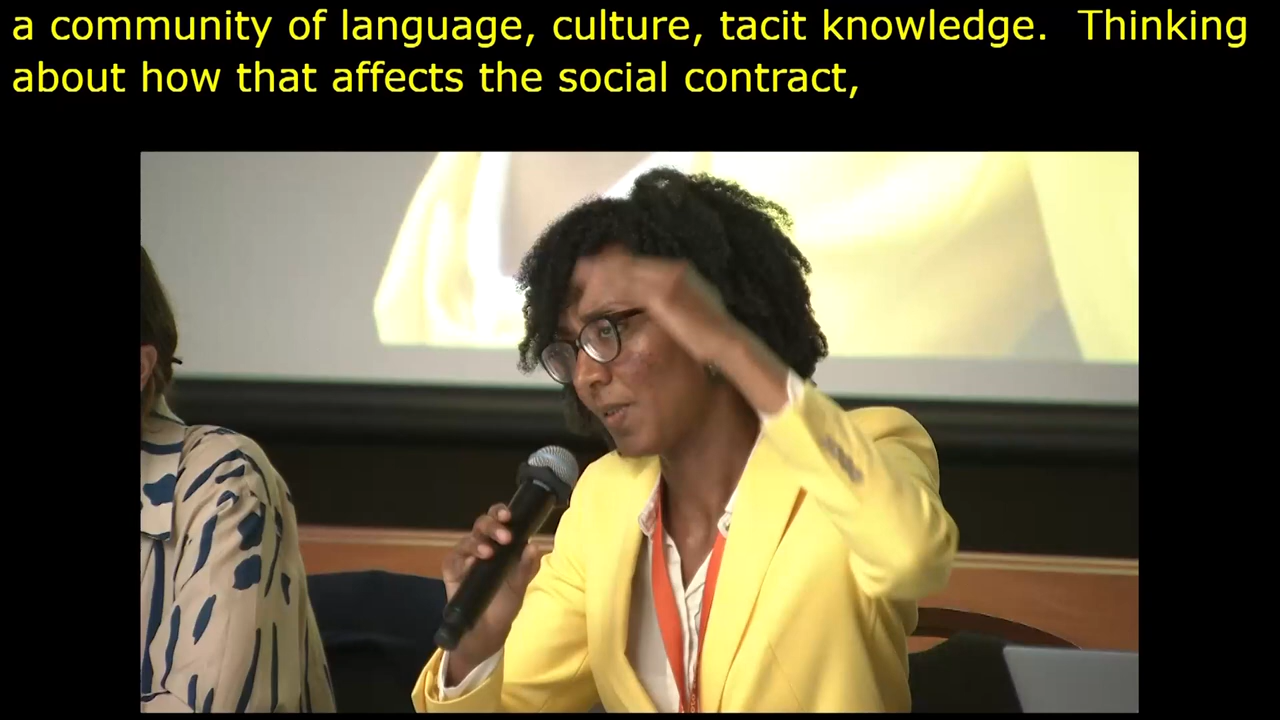 a community of language, culture, tacit knowledge.  Thinking
about how that affects the social contract,